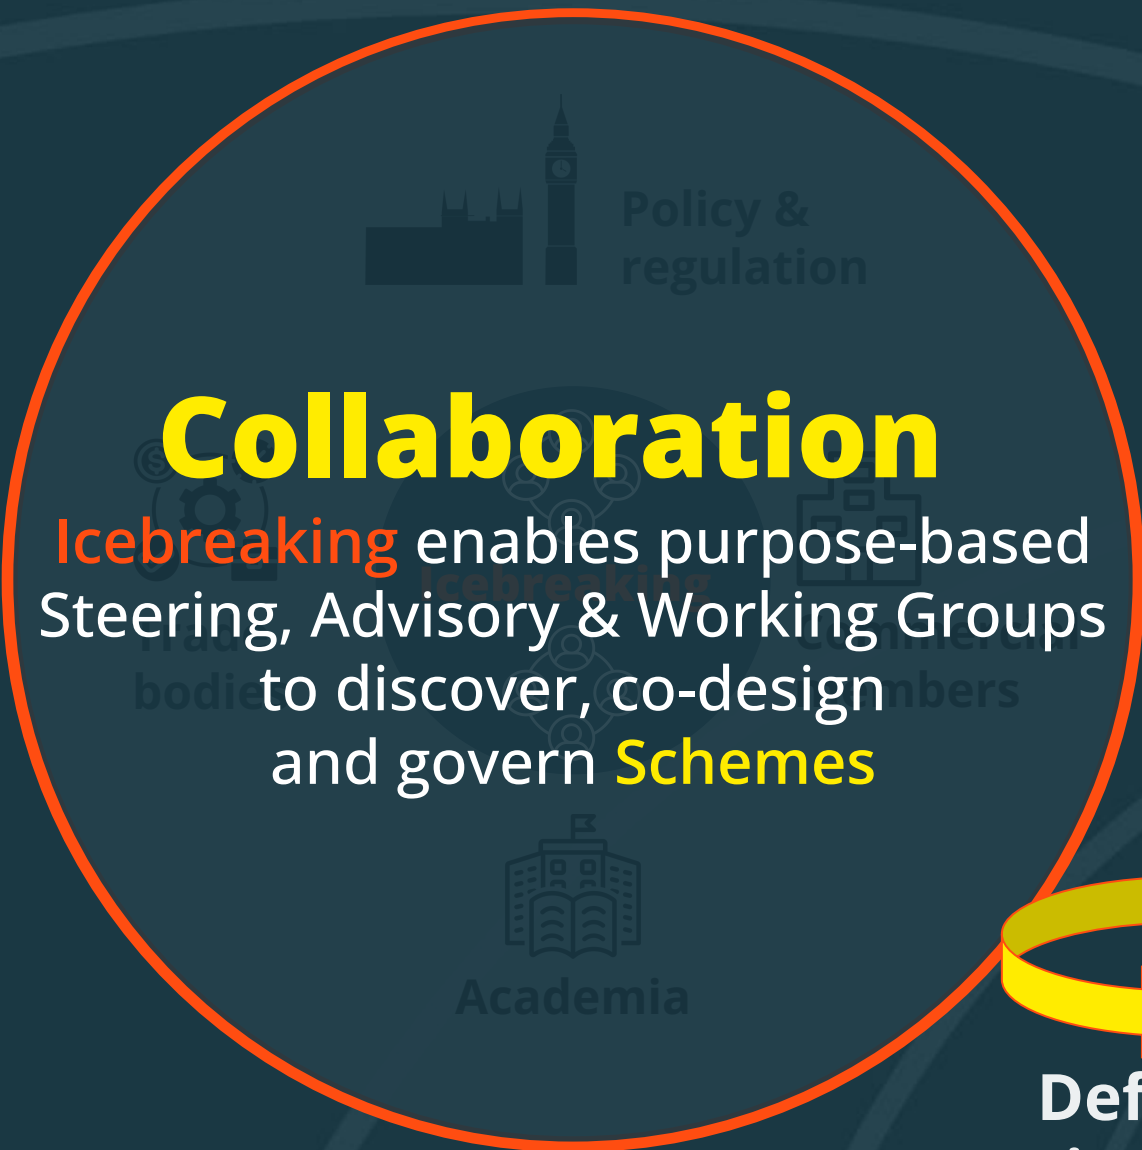 Policy &
regulation
Collaboration
Icebreaking enables purpose-based
Icebreaking
Steering, Advisory & Working Groups
to discover, co-design
and govern Schemes
Academia